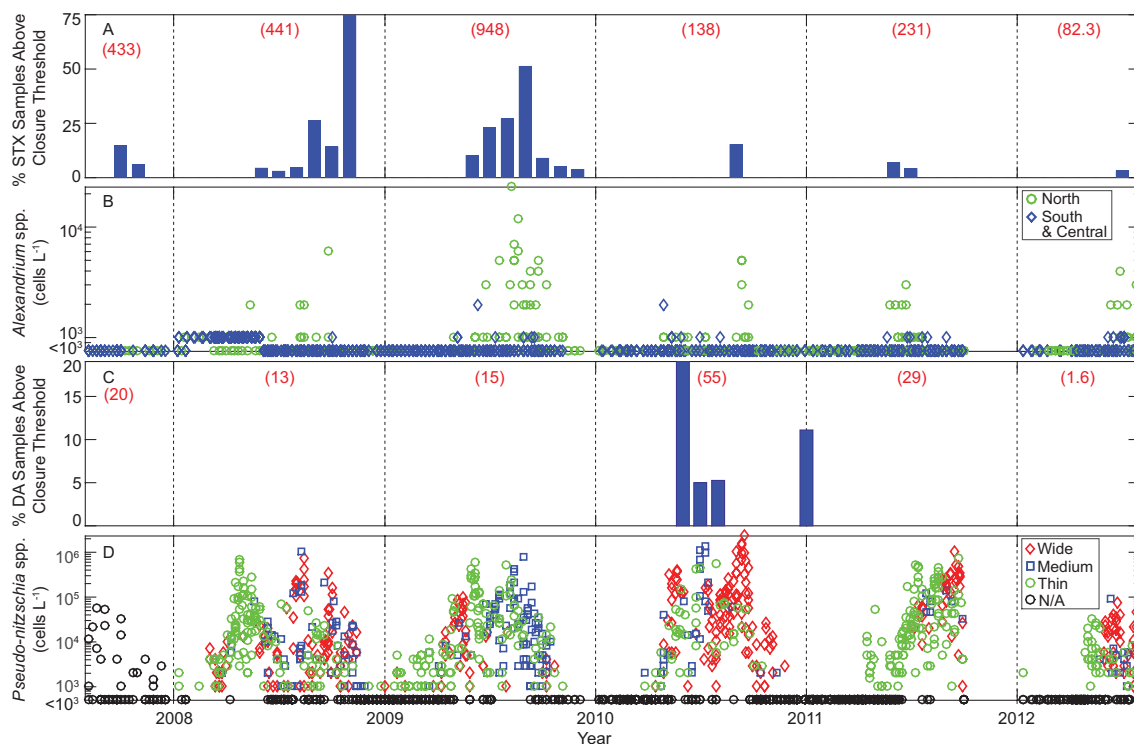 A
(433)
(441)
(948)
(138)
(231)
(82.3)
% STX Samples Above
Closure Threshold
75
50
25
0
B
North
South
& Central
Alexandrium spp.
(cells L⁻¹)
10⁴
10³
<10³
C
(20)
(13)
(15)
(55)
(29)
(1.6)
% DA Samples Above
Closure Threshold
20
15
10
5
0
D
Wide
Medium
Thin
N/A
Pseudo-nitzschia spp.
(cells L⁻¹)
10⁶
10⁵
10⁴
10³
<10³
2008
2009
2010
2011
2012
Year